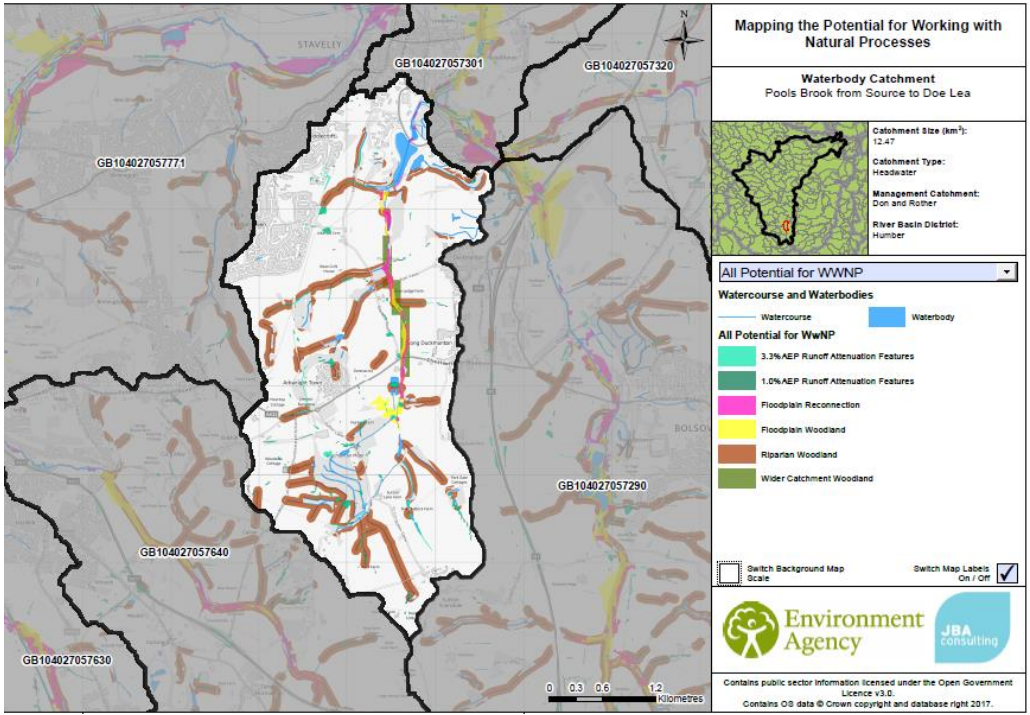 STAVELEY
N
GB104027057301
GB104027057320
GB104027057771
Long Duckmanton
Arkwright Town
BOLSOV
GB104027057290
GB104027057640
GB104027057630
0 0.3 0.6 1.2
Kilometres
Mapping the Potential for Working with
Natural Processes
Waterbody Catchment
Pools Brook from Source to Doe Lea
Catchment Size (km²):
12.47
Catchment Type:
Headwater
Management Catchment:
Don and Rother
River Basin District:
Humber
All Potential for WWNP
Watercourse and Waterbodies
Watercourse
Waterbody
All Potential for WwNP
3.3%AEP Runoff Attenuation Features
1.0%AEP Runoff Attenuation Features
Floodplain Reconnection
Floodplain Woodland
Riparian Woodland
Wider Catchment Woodland
Switch Background Map
Scale
Switch Map Labels
On / Off
Environment
Agency
JBA
consulting
Contains public sector information licensed under the Open Government
Licence v3.0.
Contains OS data © Crown copyright and database right 2017.